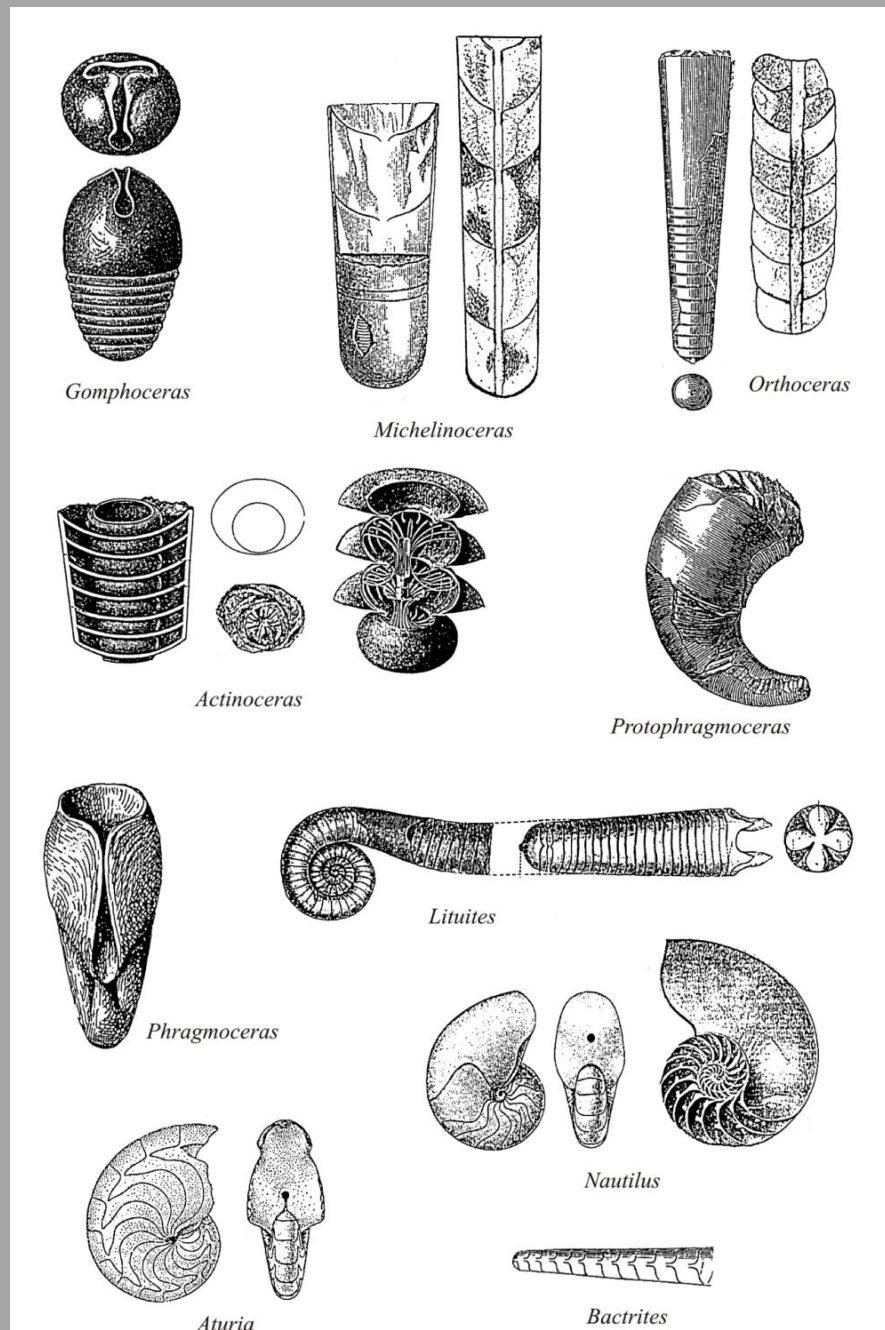 Gomphoceras
Michelinoceras
Orthoceras
Actinoceras
Protophragmoceras
Lituites
Phragmoceras
Nautilus
Aturia
Bactrites